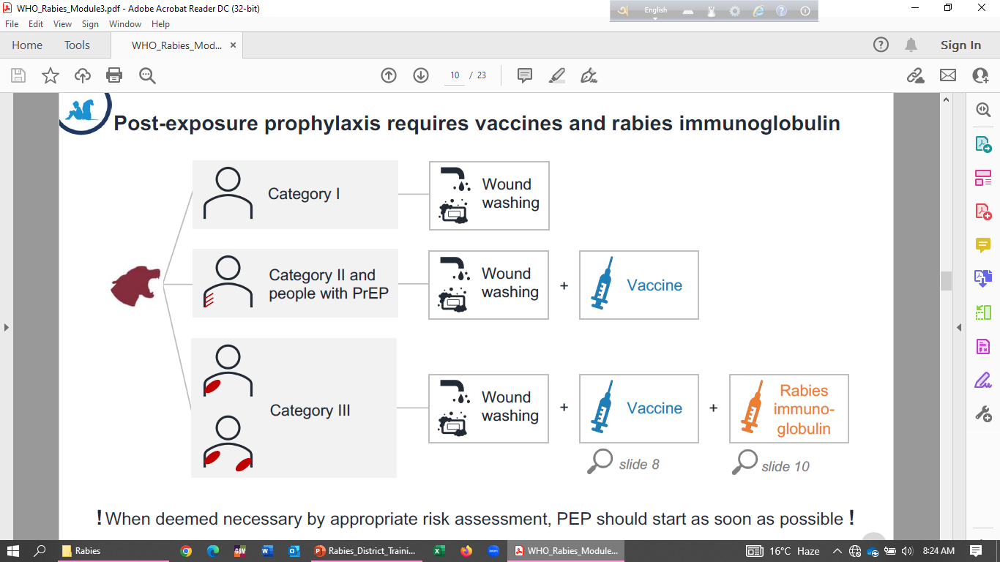 WHO_Rabies_Module3.pdf - Adobe Acrobat Reader DC (32-bit)
English
File Edit View Sign Window Help
Home Tools WHO_Rabies_Mod... × Sign In
10 / 23
Post-exposure prophylaxis requires vaccines and rabies immunoglobulin
Category I
Wound
washing
Category II and
people with PrEP
Wound
washing
+
Vaccine
Category III
Wound
washing
+
Vaccine
+
Rabies
immuno-
globulin
slide 8
slide 10
! When deemed necessary by appropriate risk assessment, PEP should start as soon as possible !
Rabies
GSM
Rabies_District_Traini...
zoom
WHO_Rabies_Module...
16°C Haze
8:24 AM